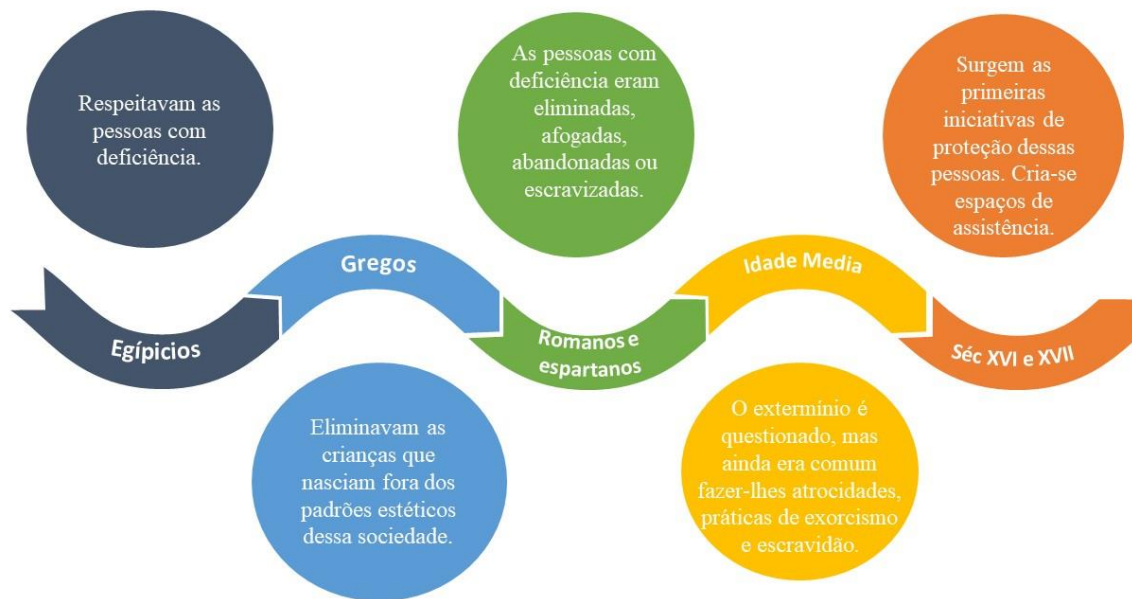 Respeitavam as
pessoas com
deficiência.
As pessoas com
deficiência eram
eliminadas,
afogadas,
abandonadas ou
escravizadas.
Surgem as
primeiras
iniciativas de
proteção dessas
pessoas. Cria-se
espaços de
assistência.
Egípicios
Gregos
Romanos e
espartanos
Idade Media
Séc XVI e XVII
Eliminavam as
crianças que
nasciam fora dos
padrões estéticos
dessa sociedade.
O extermínio é
questionado, mas
ainda era comum
fazer-lhes atrocidades,
práticas de exorcismo
e escravidão.